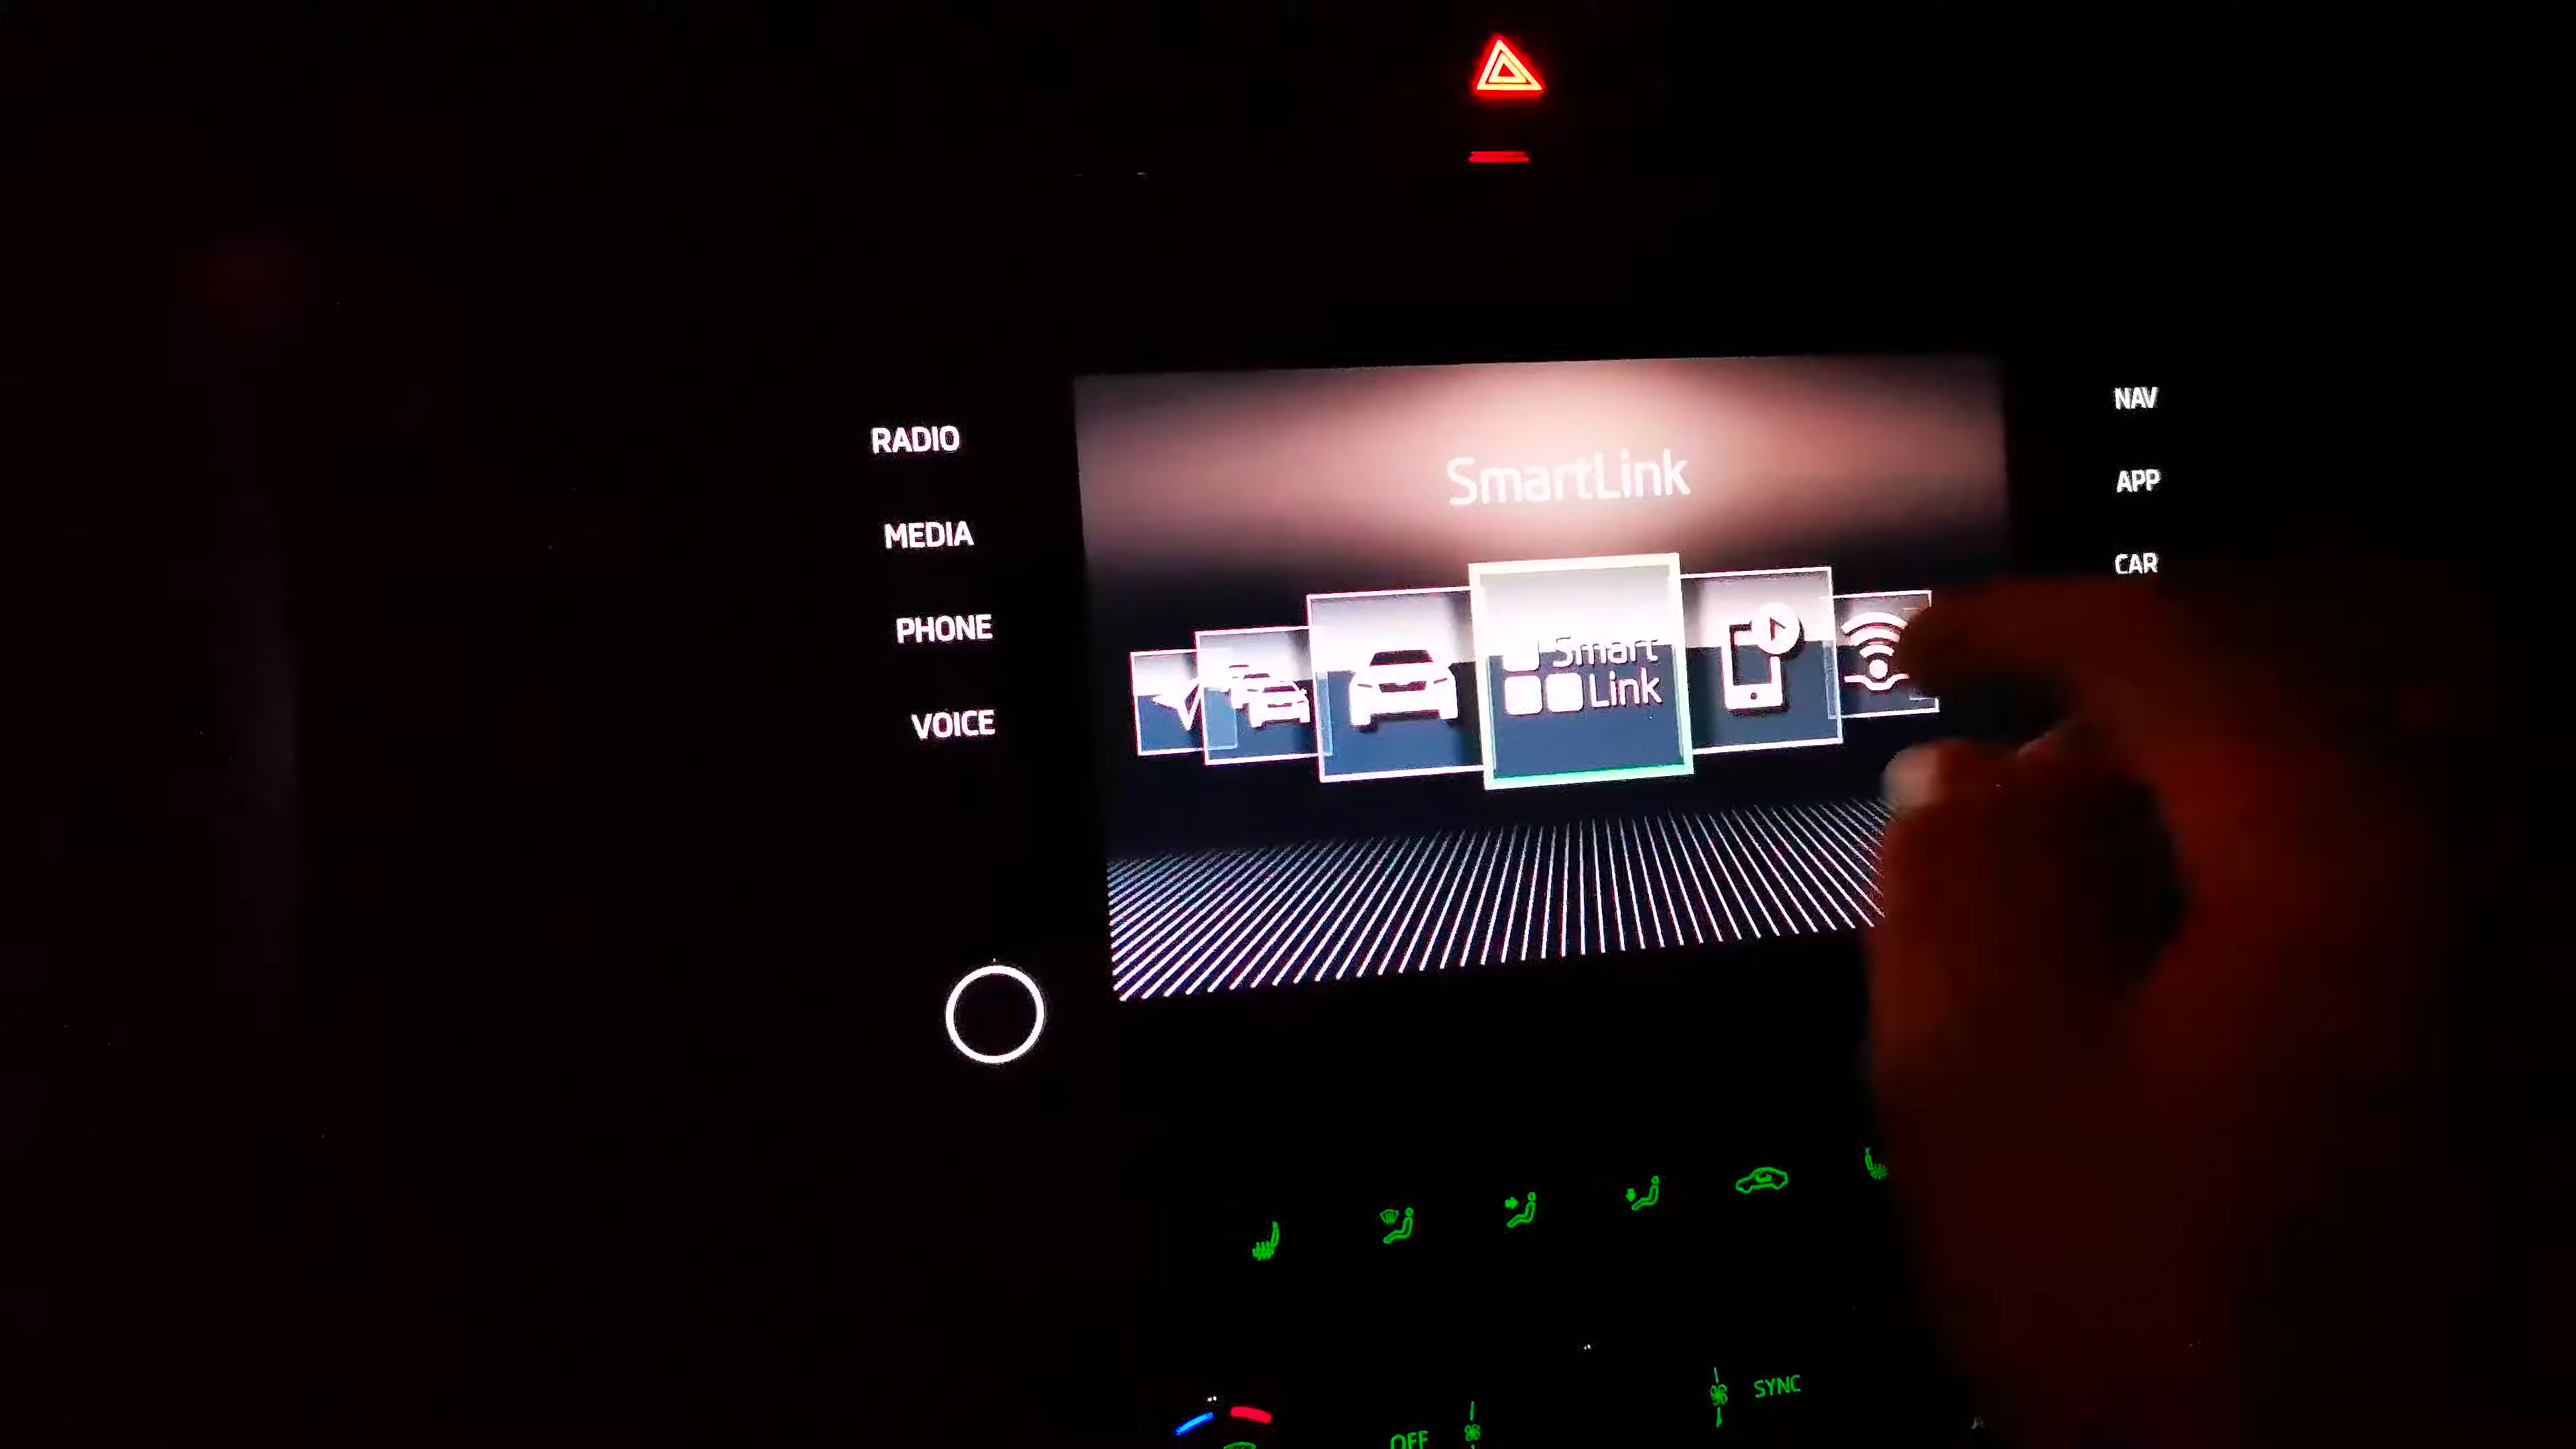 RADIO
MEDIA
PHONE
VOICE
SmartLink
Smart
Link
NAV
APP
CAR
SYNC
OFF